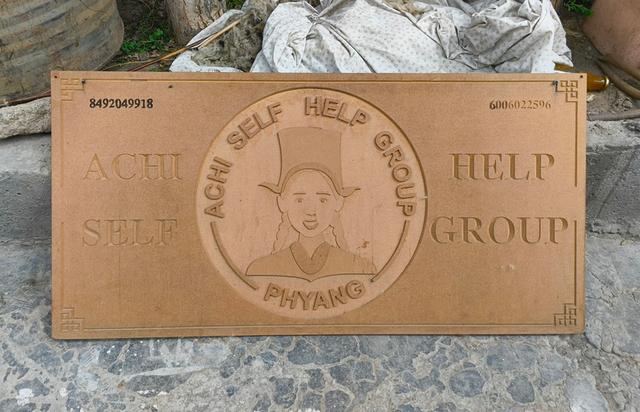 8492049918
6006022596
ACHI SELF HELP GROUP
PHYANG
ACHI
SELF
HELP
GROUP